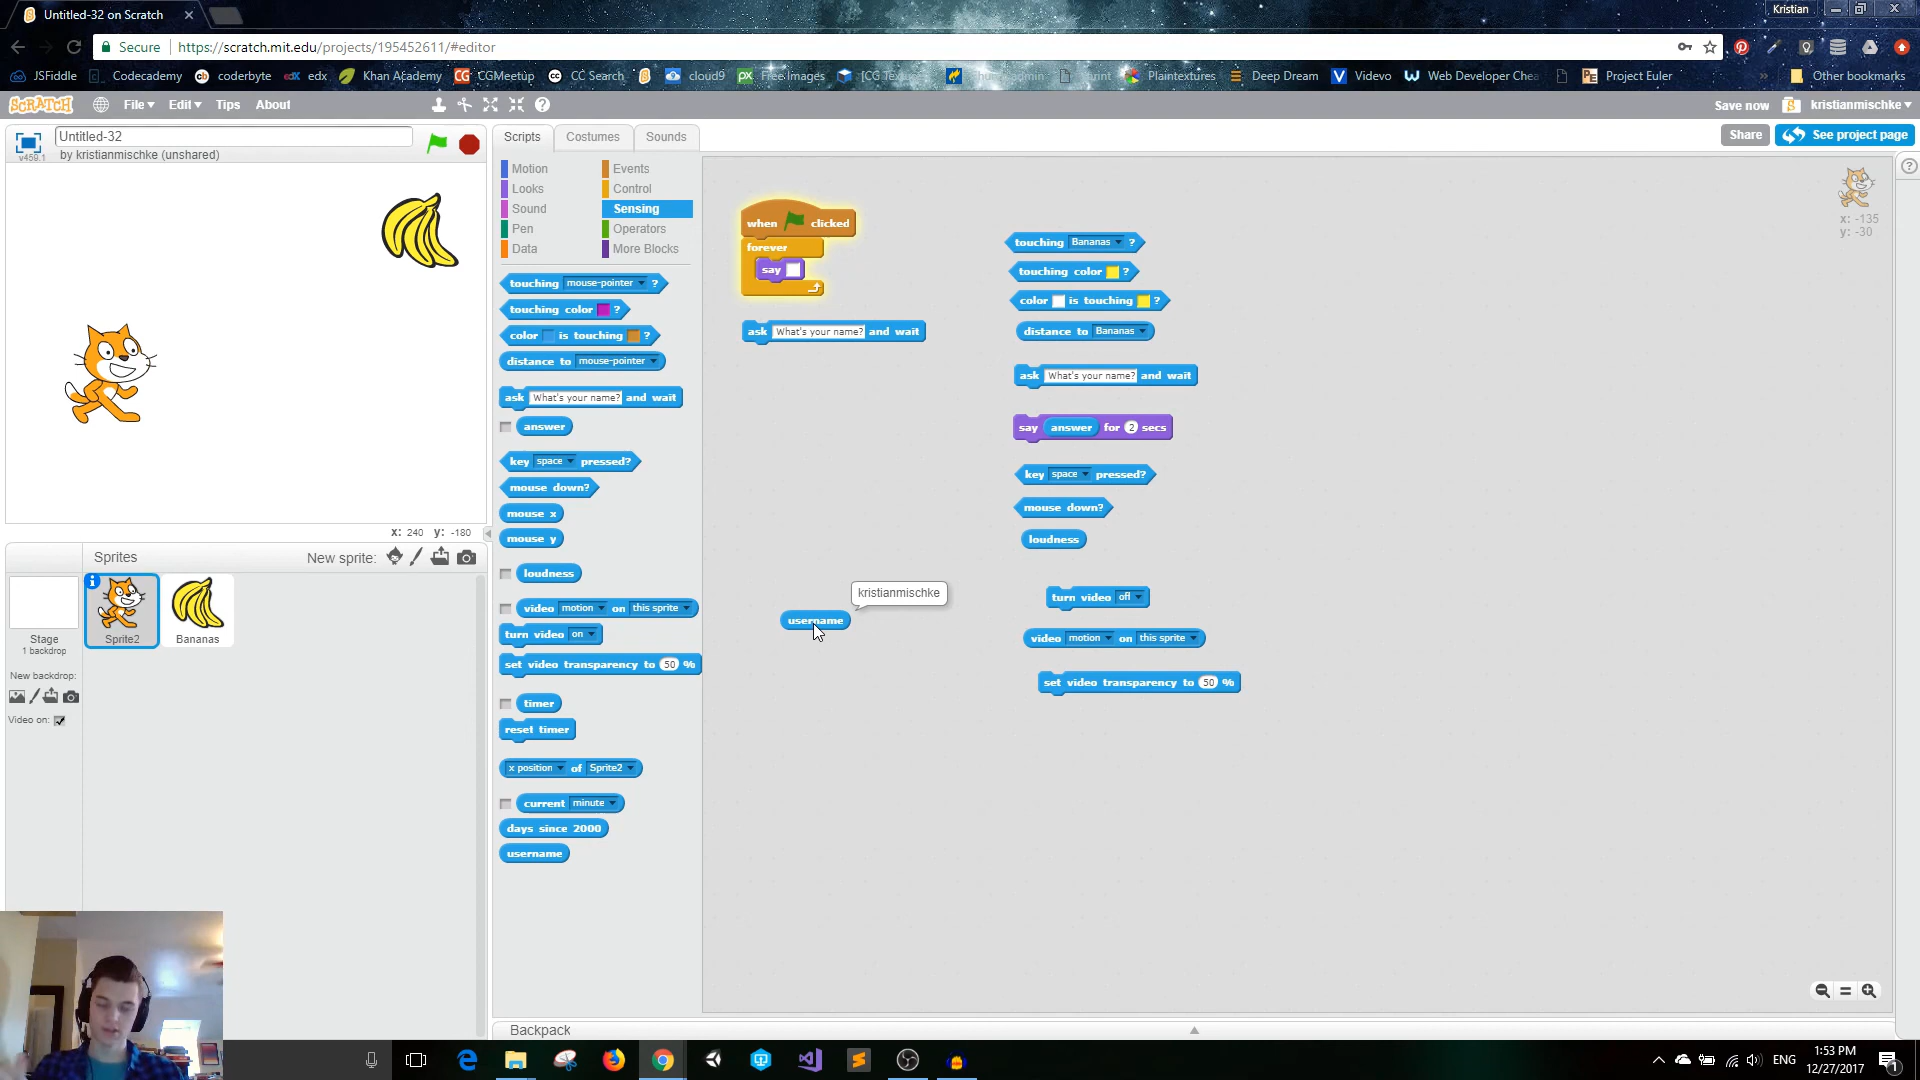 Untitled-32 on Scratch
Kristian
Secure https://scratch.mit.edu/projects/195452611/#editor
JSFiddle Codecademy coderbyte edx Khan Academy CGMeetup CC Search cloud9 Free Images Plaintextures Deep Dream Videvo Web Developer Chea Project Euler Other bookmarks
SCRATCH File Edit Tips About Save now kristianmischke
Untitled-32
by kristianmischke (unshared)
v459.1
Scripts Costumes Sounds
Share See project page
Motion Events
Looks Control
Sound Sensing
Pen Operators
Data More Blocks
touching mouse-pointer ?
touching color ?
color is touching ?
distance to mouse-pointer
ask What's your name? and wait
answer
key space pressed?
mouse down?
mouse x
mouse y
loudness
video motion on this sprite
turn video on
set video transparency to 50 %
timer
reset timer
x position of Sprite2
current minute
days since 2000
username
when clicked
forever
say
ask What's your name? and wait
kristianmischke
username
touching Bananas ?
touching color ?
color is touching ?
distance to Bananas
ask What's your name? and wait
say answer for 2 secs
key space pressed?
mouse down?
loudness
turn video off
video motion on this sprite
set video transparency to 50 %
x: -135
y: -30
x: 240 y: -180
Sprites New sprite:
Stage
1 backdrop
Sprite2
Bananas
New backdrop:
Video on:
Backpack
ENG
1:53 PM
12/27/2017